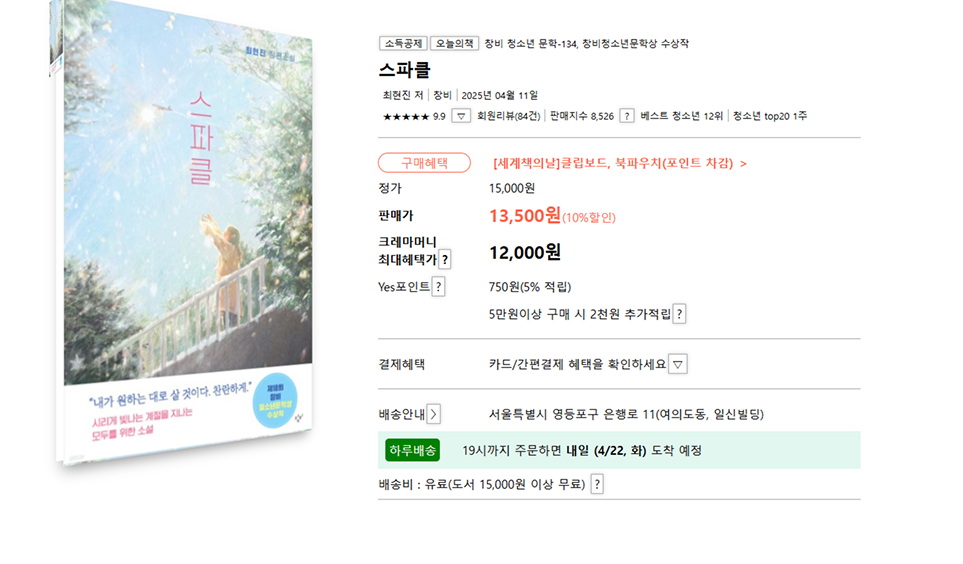 최현진 장편소설
스파클
"내가 원하는 대로 살 것이다. 찬란하게."
시리게 빛나는 계절을 지나는
모두를 위한 소설
제18회
창비
청소년문학상
수상작
소득공제 오늘의책 창비 청소년 문학-134, 창비청소년문학상 수상작
스파클
최현진 저 | 창비 | 2025년 04월 11일
★★★★★ 9.9 ▽ 회원리뷰(84건) | 판매지수 8,526 ? 베스트 청소년 12위 | 청소년 top20 1주
구매혜택 [세계책의날]클립보드, 북파우치(포인트 차감) >
정가 15,000원
판매가 13,500원(10%할인)
크레마머니
최대혜택가 ? 12,000원
Yes포인트 ? 750원(5% 적립)
5만원이상 구매 시 2천원 추가적립 ?
결제혜택 카드/간편결제 혜택을 확인하세요 ▽
배송안내 > 서울특별시 영등포구 은행로 11(여의도동, 일신빌딩)
하루배송 19시까지 주문하면 내일 (4/22, 화) 도착 예정
배송비 : 유료(도서 15,000원 이상 무료) ?